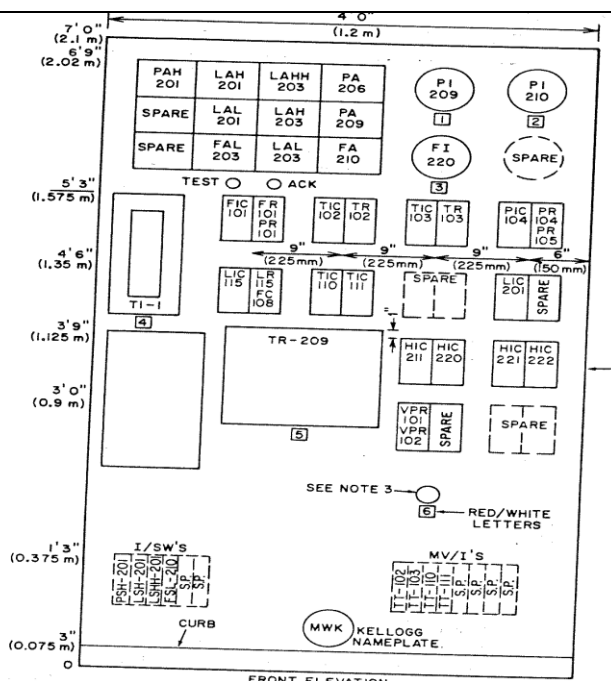 4'0"
(1.2 m)
7'0"
(2.1 m)
6'9"
(2.02 m)
PAH 201
LAH 201
LAHH 203
PA 206
PI 209
PI 210
1
2
SPARE
LAL 201
LAH 203
PA 209
SPARE
FAL 203
LAL 203
FA 210
FI 220
SPARE
3
TEST
ACK
5'3"
(1.575 m)
FIC 101
FR 101
PR 101
TIC 102
TR 102
TIC 103
TR 103
PIC 104
PR 104
PR 105
9"
(225mm)
9"
(225mm)
9"
(225mm)
6"
(150 mm)
4'6"
(1.35 m)
TI-1
4
LIC 115
LR 115
FC 108
TIC 110
TIC 111
SPARE
LIC 201
SPARE
3'9"
(1.125 m)
TR-209
1"
HIC 211
HIC 220
HIC 221
HIC 222
3'0"
(0.9 m)
5
VPR 101
VPR 102
SPARE
SPARE
SEE NOTE 3
6
RED/WHITE
LETTERS
1'3"
(0.375 m)
I/SW'S
PSH-201
LSH-201
LSHH-201
FSL-210
S.P.
S.P.
MV/I'S
TT-102
TT-103
TT-110
TT-111
S.P.
S.P.
S.P.
S.P.
3"
(0.075 m)
0
CURB
MWK
KELLOGG
NAMEPLATE
FRONT ELEVATION